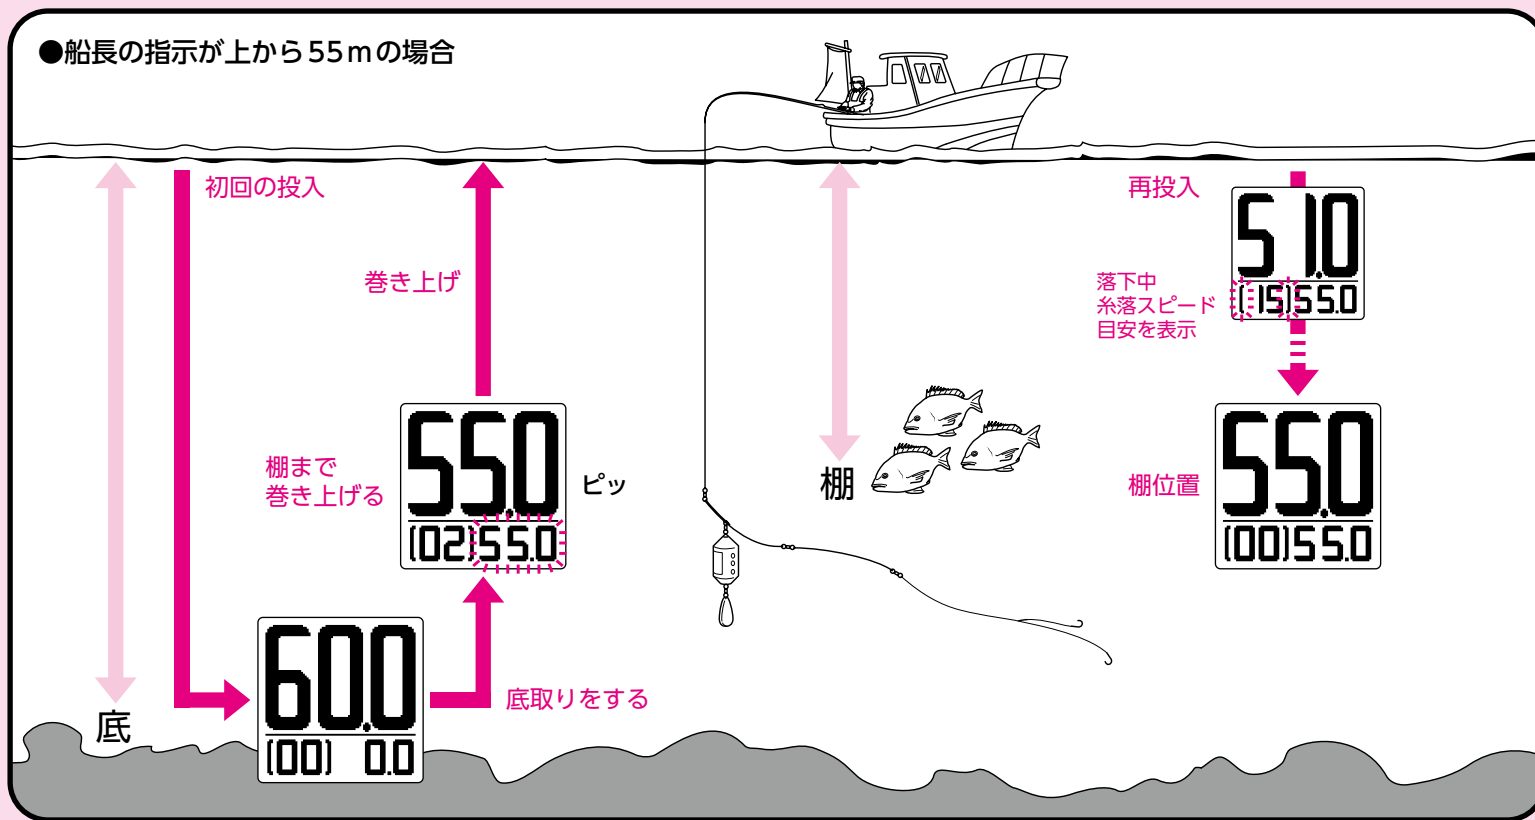 ●船長の指示が上から55mの場合
初回の投入
巻き上げ
棚まで
巻き上げる
55.0
(02)55.0
ピッ
60.0
(00) 0.0
底取りをする
底
棚
再投入
51.0
(15)55.0
落下中
糸落スピード
目安を表示
棚位置
55.0
(00)55.0